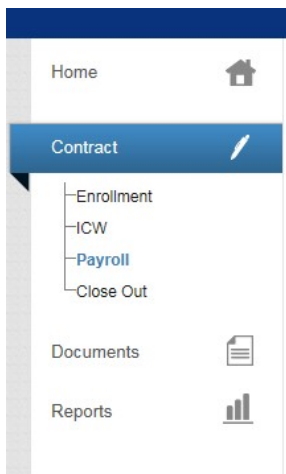 Home
Contract
Enrollment
ICW
Payroll
Close Out
Documents
Reports